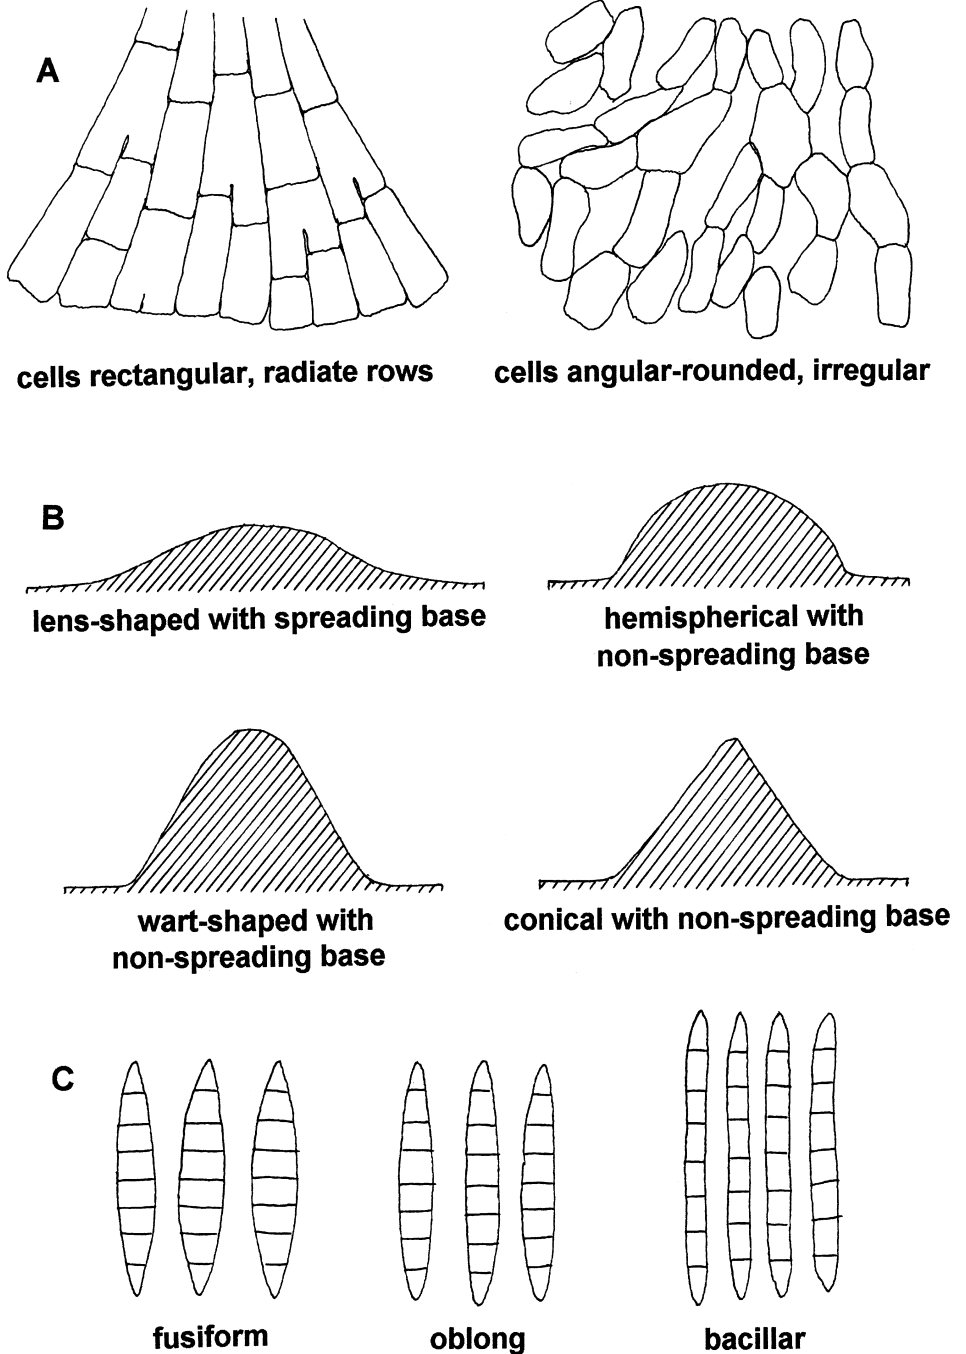 A
cells rectangular, radiate rows
cells angular-rounded, irregular
B
lens-shaped with spreading base
hemispherical with
non-spreading base
wart-shaped with
non-spreading base
conical with non-spreading base
C
fusiform
oblong
bacillar